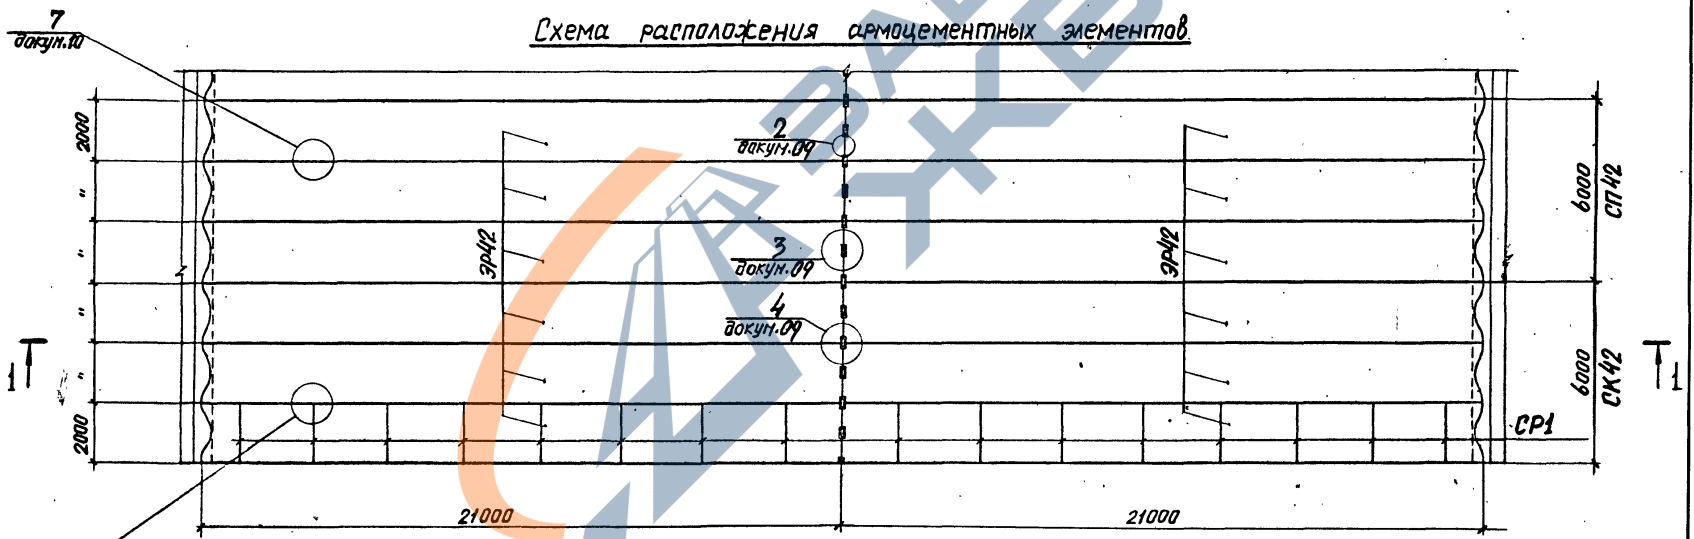 Схема расположения армоцементных элементов
7
докум.10
2
докум.09
3
докум.09
4
докум.09
2000
"
"
"
"
2000
ЭР42
ЭР42
6000
СП42
6000
СК42
СР1
1
1
21000
21000